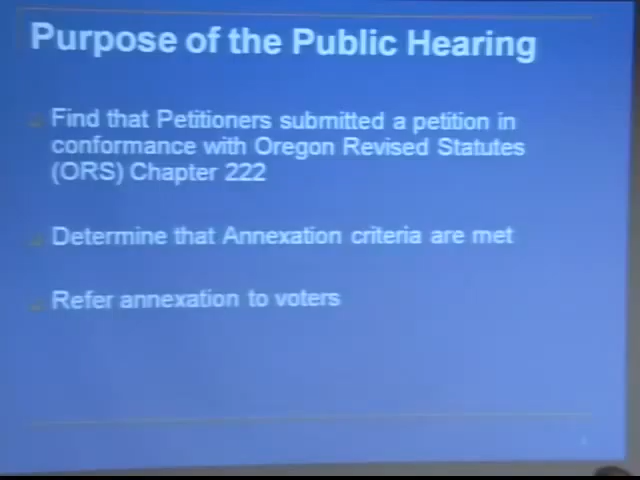 Purpose of the Public Hearing
Find that Petitioners submitted a petition in
conformance with Oregon Revised Statutes
(ORS) Chapter 222
Determine that Annexation criteria are met
Refer annexation to voters